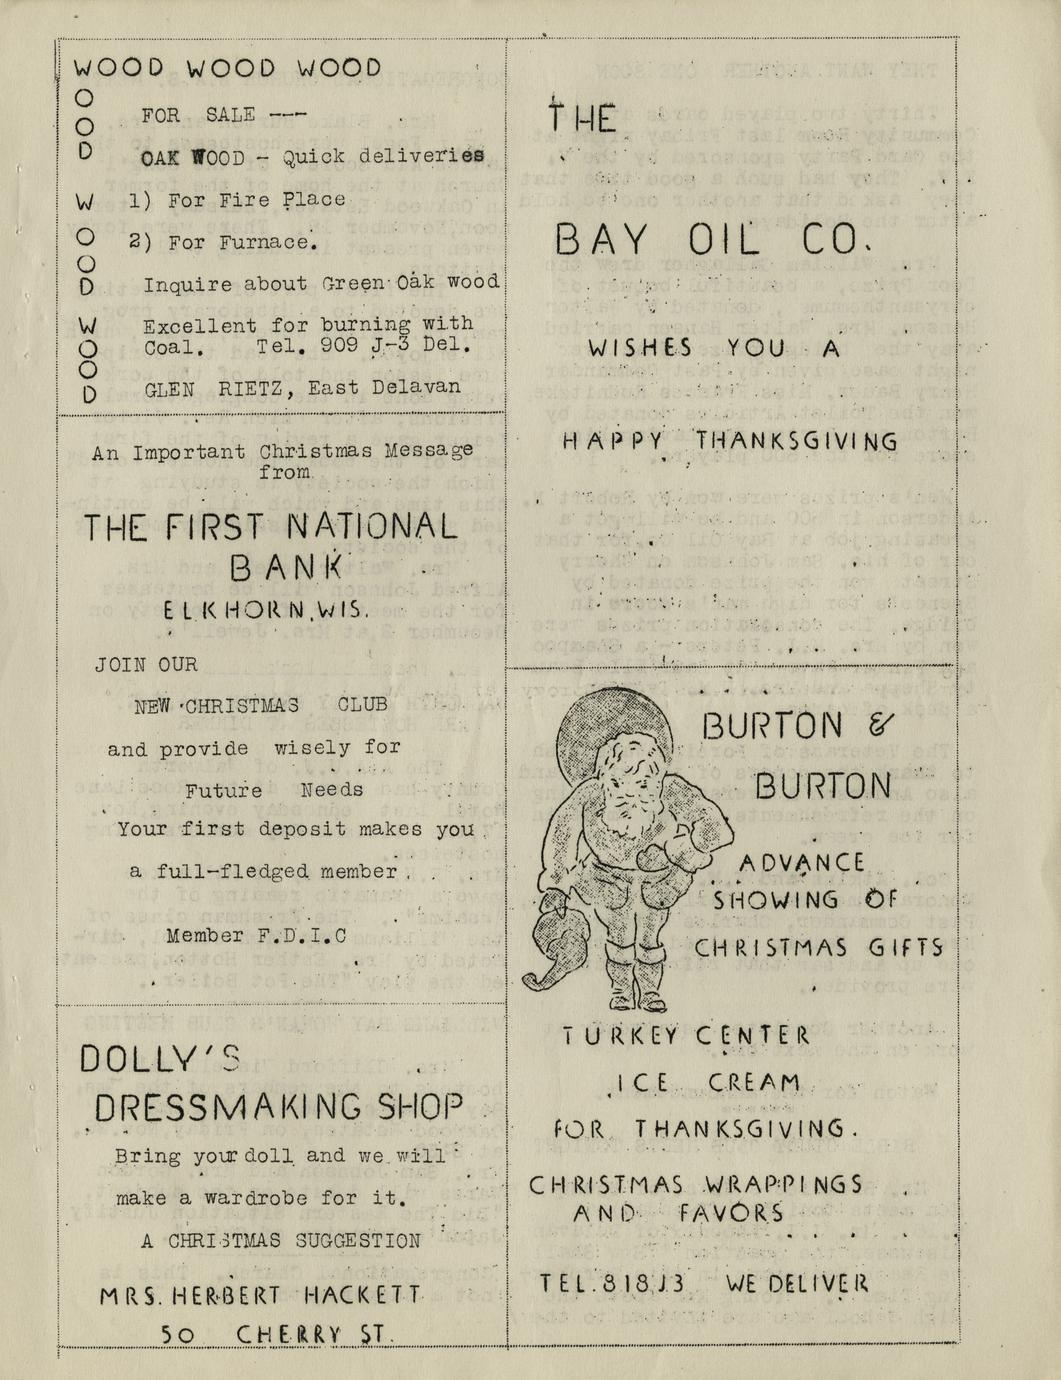 WOOD WOOD WOOD
O
O
D
FOR SALE ---
OAK WOOD - Quick deliveries
W
O
O
D
1) For Fire Place
2) For Furnace.
Inquire about Green Oak wood
W
O
O
D
Excellent for burning with
Coal. Tel. 909 J-3 Del.
GLEN RIETZ, East Delavan
An Important Christmas Message
from
THE FIRST NATIONAL
BANK
ELKHORN, WIS.
JOIN OUR
NEW CHRISTMAS CLUB
and provide wisely for
Future Needs
Your first deposit makes you
a full-fledged member.
Member F.D.I.C
DOLLY'S
DRESSMAKING SHOP
Bring your doll and we will
make a wardrobe for it.
A CHRISTMAS SUGGESTION
MRS. HERBERT HACKETT
50 CHERRY ST.
THE
BAY OIL CO.
WISHES YOU A
HAPPY THANKSGIVING
BURTON &
BURTON
ADVANCE
SHOWING OF
CHRISTMAS GIFTS
TURKEY CENTER
ICE CREAM
FOR THANKSGIVING.
CHRISTMAS WRAPPINGS
AND FAVORS
TEL. 818J3 WE DELIVER